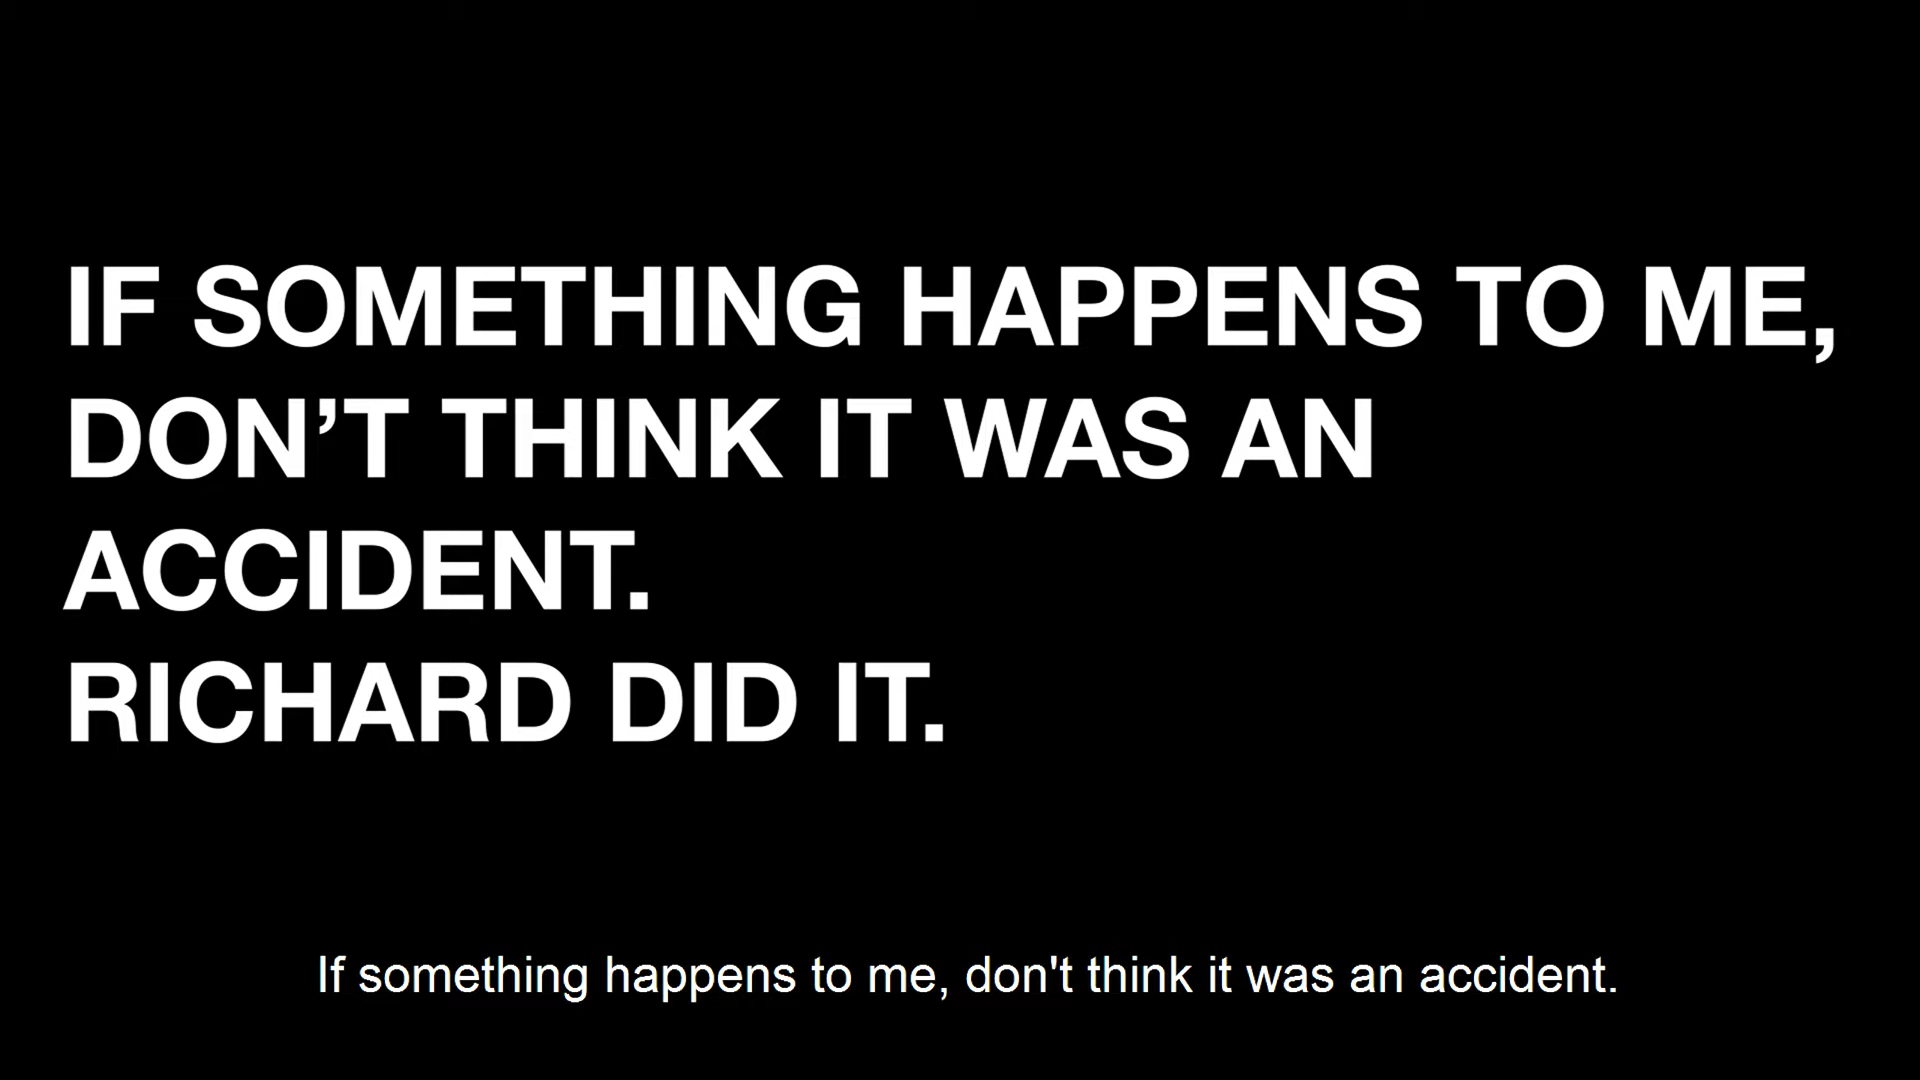 IF SOMETHING HAPPENS TO ME,
DON’T THINK IT WAS AN
ACCIDENT.
RICHARD DID IT.
If something happens to me, don't think it was an accident.